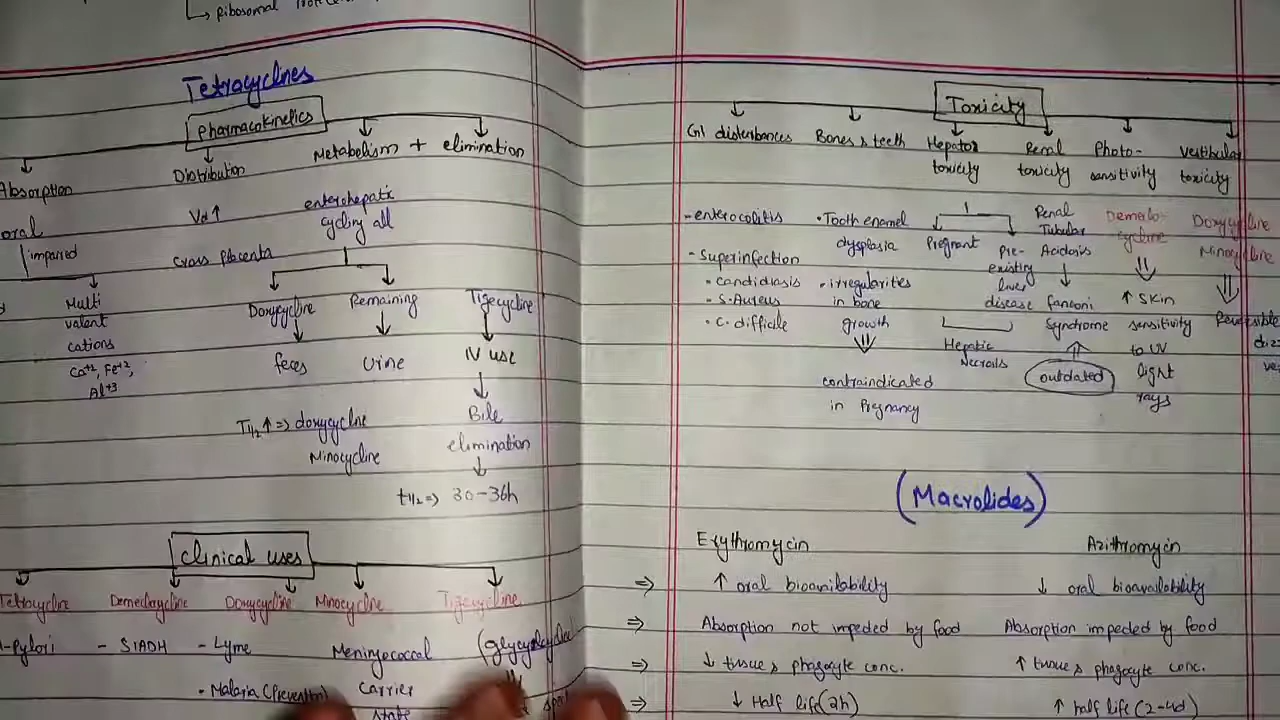 Ribosomal
Tetracyclines
Pharmacokinetics
Absorption
Distribution
Metabolism + elimination
oral
impaired
Multi
valent
cations
Ca+2, Fe+2,
Al+3
Vd↑
Cross placenta
enterohepatic
cycling all
Doxycycline
feces
Remaining
Urine
Tigecycline
IV use
Bile
elimination
t1/2 => 30-36h
T1/2 ↑ => doxycycline
Minocycline
Clinical uses
Tetracycline
-Pylori
Demeclocycline
- SIADH
Doxycycline
- Lyme
• Malaria (Prevention)
Minocycline
Meningococcal
Carrier
state
Tigecycline
Toxicity
GI disturbances
- enterocolitis
- Superinfection
• candidiasis
• S. Aureus
• C. difficile
Bones & teeth
• Tooth enamel
dysplasia
• irregularities
in bone
growth
contraindicated
in Pregnancy
Hepato
toxicity
Pregnant
Pre-
existing
liver
disease
Hepatic
Necrosis
Renal
toxicity
Renal
Tubular
Acidosis
fanconi
Syndrome
outdated
Photo-
sensitivity
Demeclo-
cycline
↑ Skin
sensitivity
to UV
light
rays
Vestibular
toxicity
Doxycycline
Minocycline
Reversible
(Macrolides)
Erythromycin Azithromycin
=> ↑ oral bioavilability ↓ oral bioavailability
=> Absorption not impeded by food Absorption impeded by food
=> ↓ tissue & phagocyte conc. ↑ tissue & phagocyte conc.
=> ↓ Half life (2h) ↑ half life (2-4d)